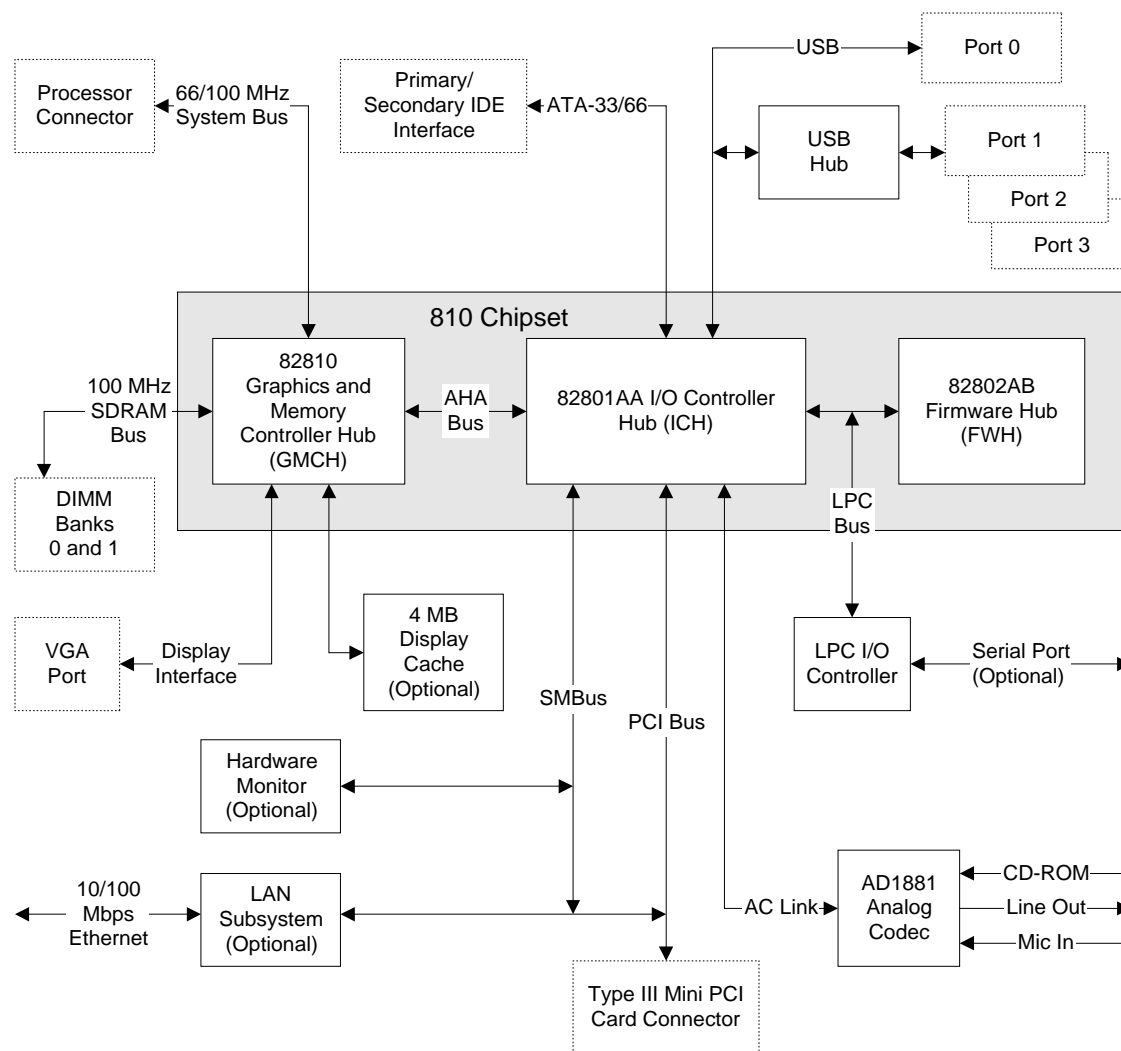 USB
Port 0
Processor
Connector
66/100 MHz
System Bus
Primary/
Secondary IDE
Interface
ATA-33/66
USB
Hub
Port 1
Port 2
Port 3
810 Chipset
100 MHz
SDRAM
Bus
82810
Graphics and
Memory
Controller Hub
(GMCH)
AHA
Bus
82801AA I/O Controller
Hub (ICH)
82802AB
Firmware Hub
(FWH)
LPC
Bus
DIMM
Banks
0 and 1
VGA
Port
Display
Interface
4 MB
Display
Cache
(Optional)
SMBus
PCI Bus
LPC I/O
Controller
Serial Port
(Optional)
Hardware
Monitor
(Optional)
10/100
Mbps
Ethernet
LAN
Subsystem
(Optional)
AC Link
AD1881
Analog
Codec
CD-ROM
Line Out
Mic In
Type III Mini PCI
Card Connector